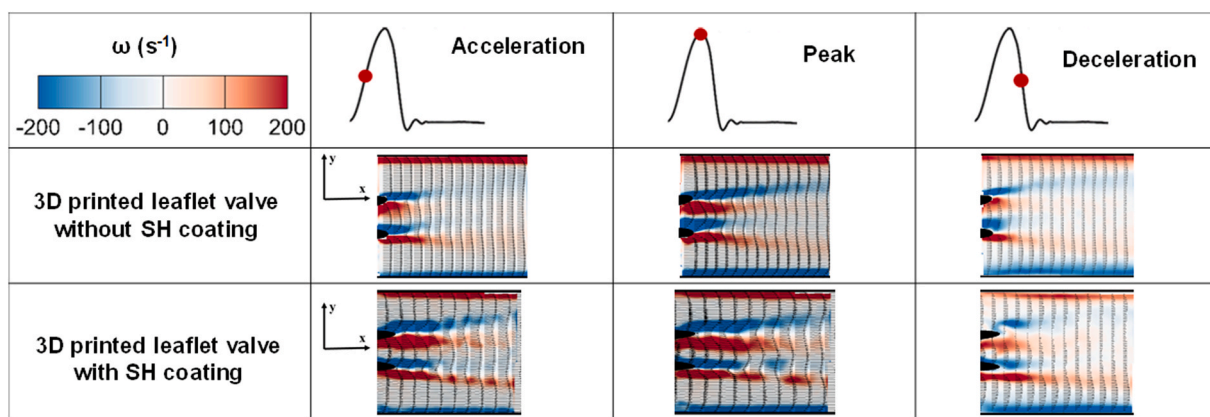 ω (s⁻¹)
-200 -100 0 100 200
Acceleration
Peak
Deceleration
3D printed leaflet valve
without SH coating
y
x
3D printed leaflet valve
with SH coating
y
x